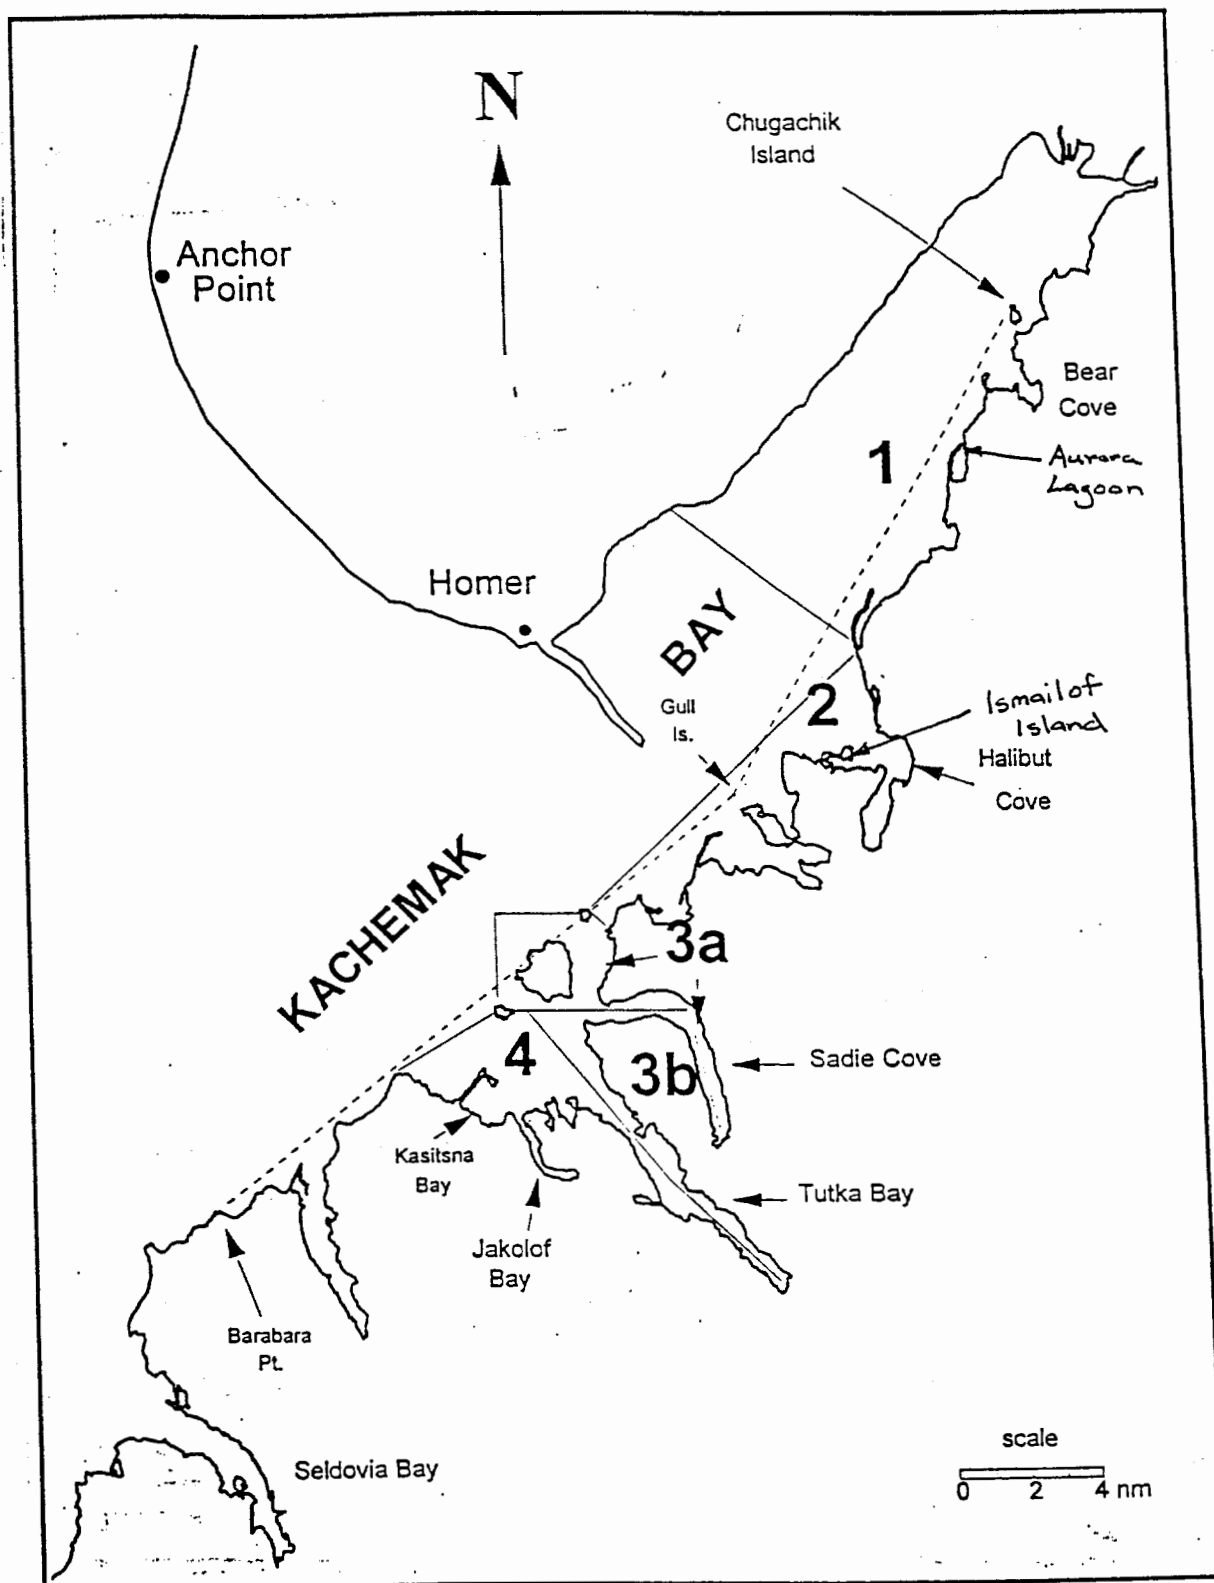 N
Chugachik
Island
Anchor
Point
Bear
Cove
1
Aurora
Lagoon
Homer
BAY
2
Gull
Is.
Ismailof
Island
Halibut
Cove
KACHEMAK
3a
4
3b
Sadie Cove
Kasitsna
Bay
Tutka Bay
Jakolof
Bay
Barabara
Pt.
scale
Seldovia Bay
0 2 4 nm